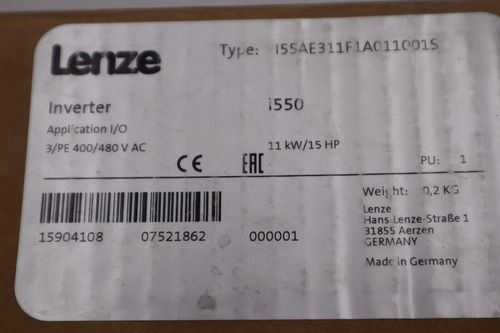 Lenze
Type: I55AE311F1A011001S
Inverter i550
Application I/O
3/PE 400/480 V AC 11 kW/15 HP
CE EAC PU: 1
Weight: 0,2 KG
15904108 07521862 000001
Lenze
Hans-Lenze-Straße 1
31855 Aerzen
GERMANY
Made in Germany